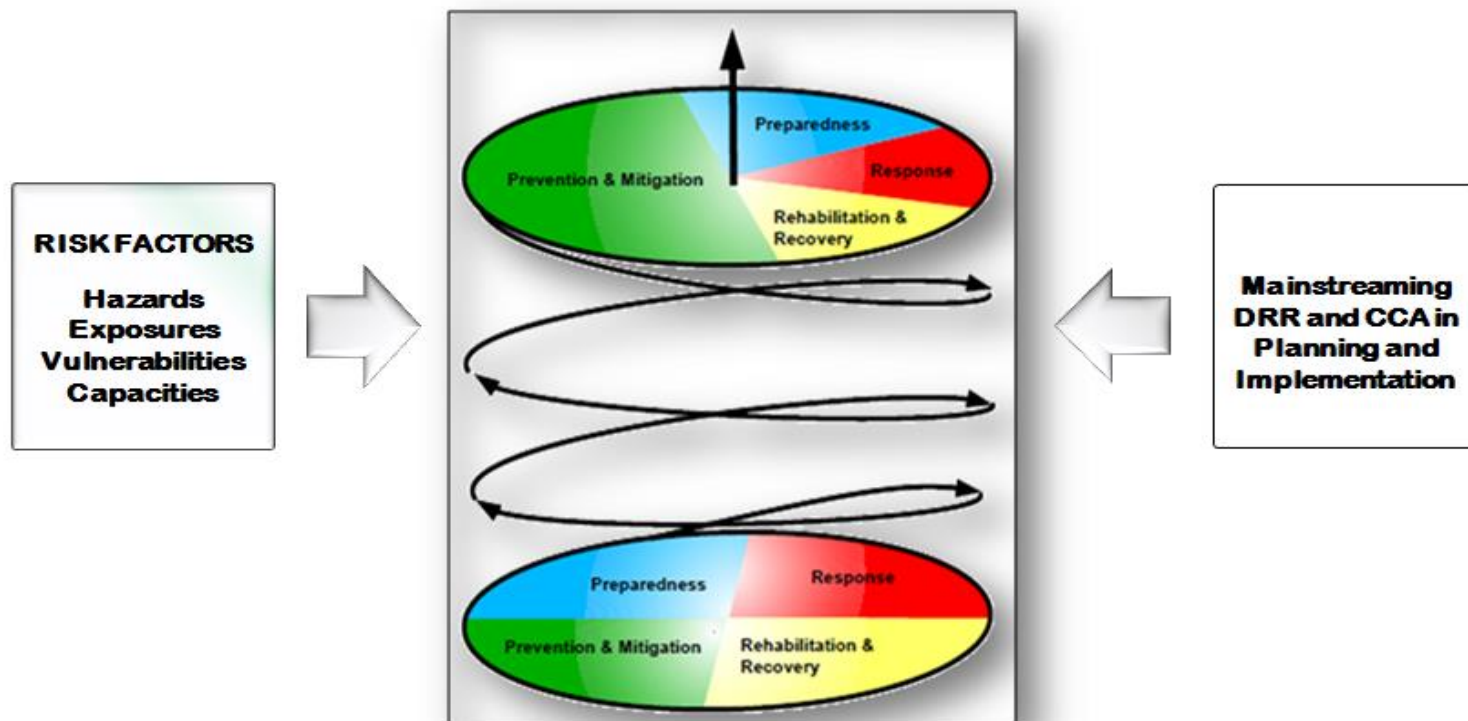 RISK FACTORS
Hazards
Exposures
Vulnerabilities
Capacities
Preparedness
Response
Prevention & Mitigation
Rehabilitation &
Recovery
Preparedness
Response
Prevention & Mitigation
Rehabilitation &
Recovery
Mainstreaming
DRR and CCA in
Planning and
Implementation